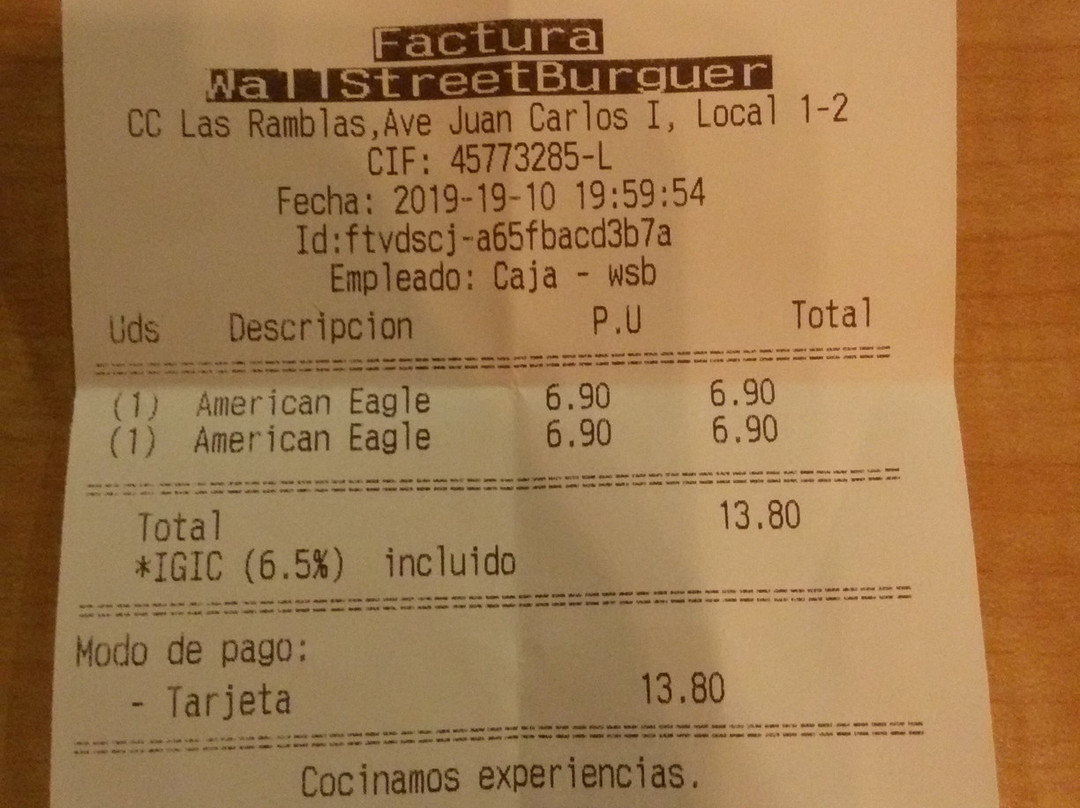 Factura
WallStreetBurguer
CC Las Ramblas,Ave Juan Carlos I, Local 1-2
CIF: 45773285-L
Fecha: 2019-19-10 19:59:54
Id:ftvdscj-a65fbacd3b7a
Empleado: Caja - wsb
Uds Descripcion P.U Total
(1) American Eagle 6.90 6.90
(1) American Eagle 6.90 6.90
Total 13.80
*IGIC (6.5%) incluido
Modo de pago:
- Tarjeta 13.80
Cocinamos experiencias.